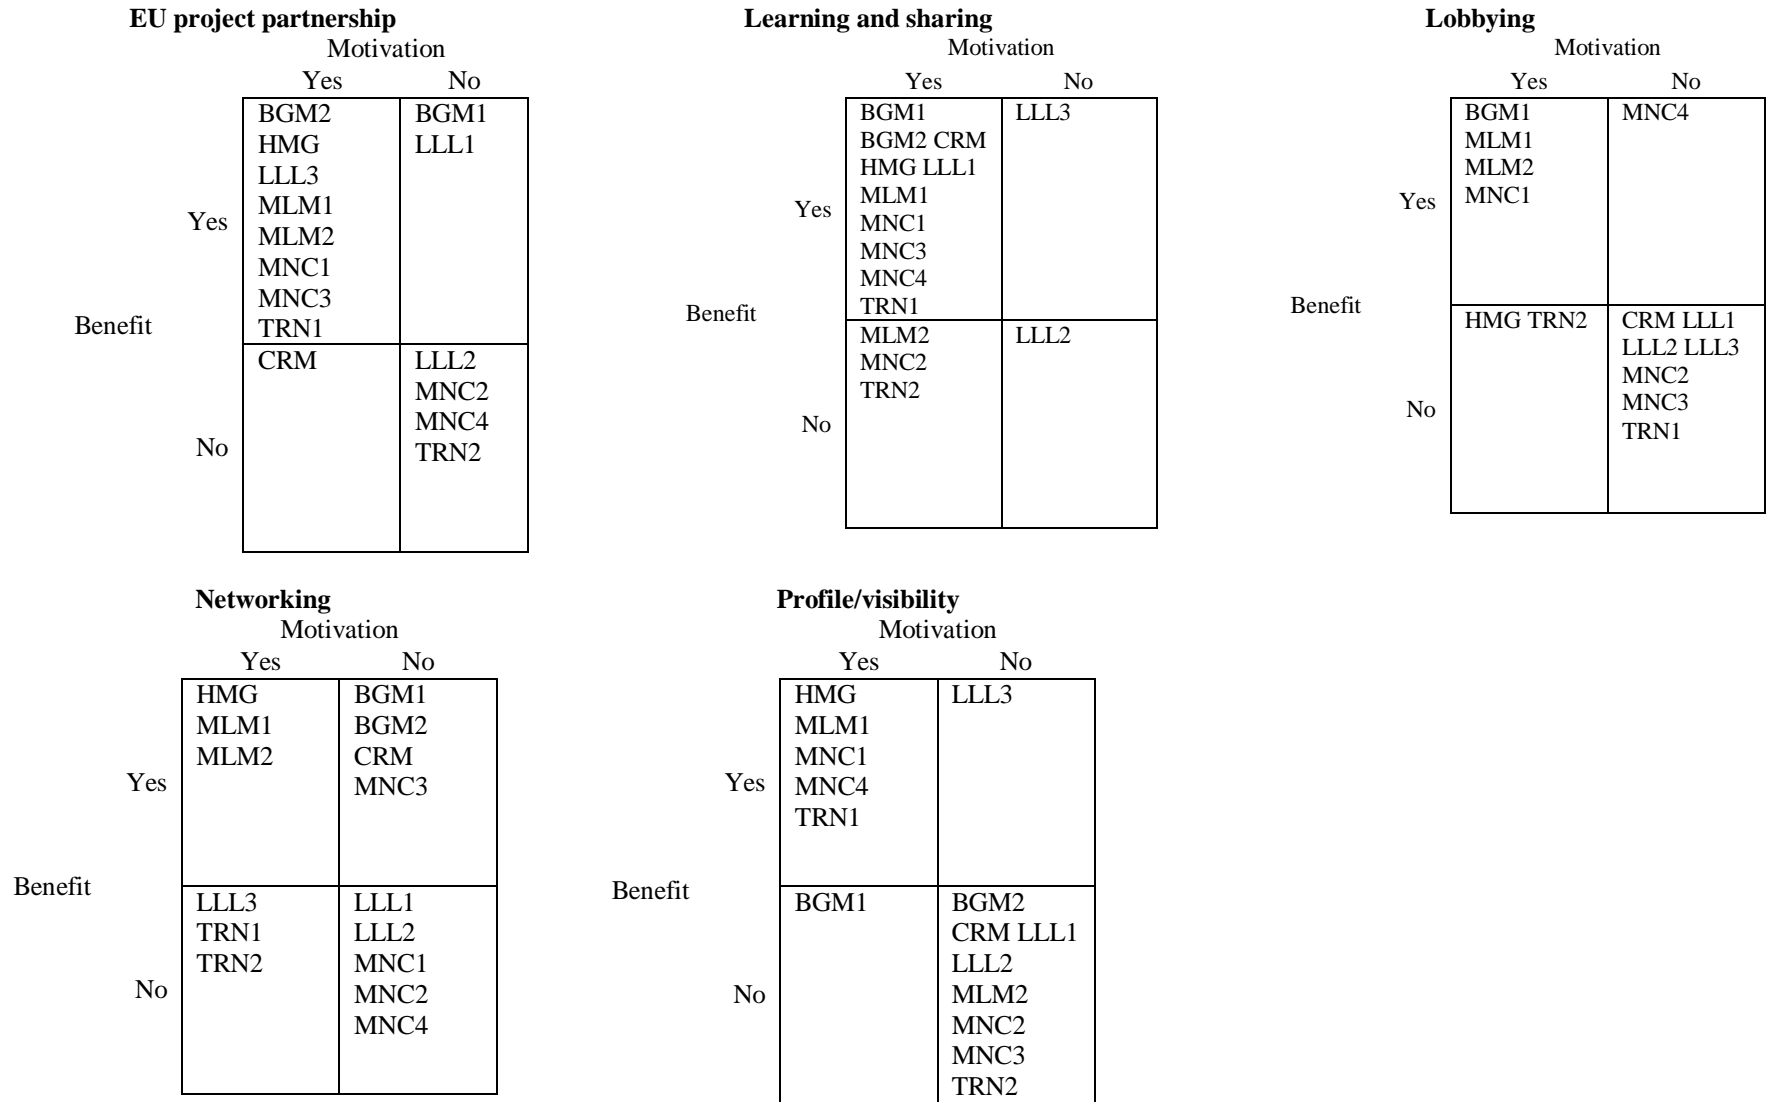 EU project partnership
Motivation
Yes No
BGM2 BGM1
HMG LLL1
LLL3
MLM1
Yes
MLM2
MNC1
MNC3
Benefit
TRN1
CRM LLL2
MNC2
MNC4
No
TRN2
Learning and sharing
Motivation
Yes No
BGM1 LLL3
BGM2 CRM
HMG LLL1
MLM1
Yes
MNC1
MNC3
MNC4
Benefit
TRN1
MLM2 LLL2
MNC2
TRN2
No
Lobbying
Motivation
Yes No
BGM1 MNC4
MLM1
MLM2
Yes
MNC1
Benefit
HMG TRN2 CRM LLL1
LLL2 LLL3
MNC2
No
MNC3
TRN1
Networking
Motivation
Yes No
HMG BGM1
MLM1 BGM2
MLM2 CRM
Yes
MNC3
Benefit
LLL3 LLL1
TRN1 LLL2
TRN2 MNC1
No
MNC2
MNC4
Profile/visibility
Motivation
Yes No
HMG LLL3
MLM1
MNC1
Yes
MNC4
TRN1
Benefit
BGM1 BGM2
CRM LLL1
LLL2
No
MLM2
MNC2
MNC3
TRN2